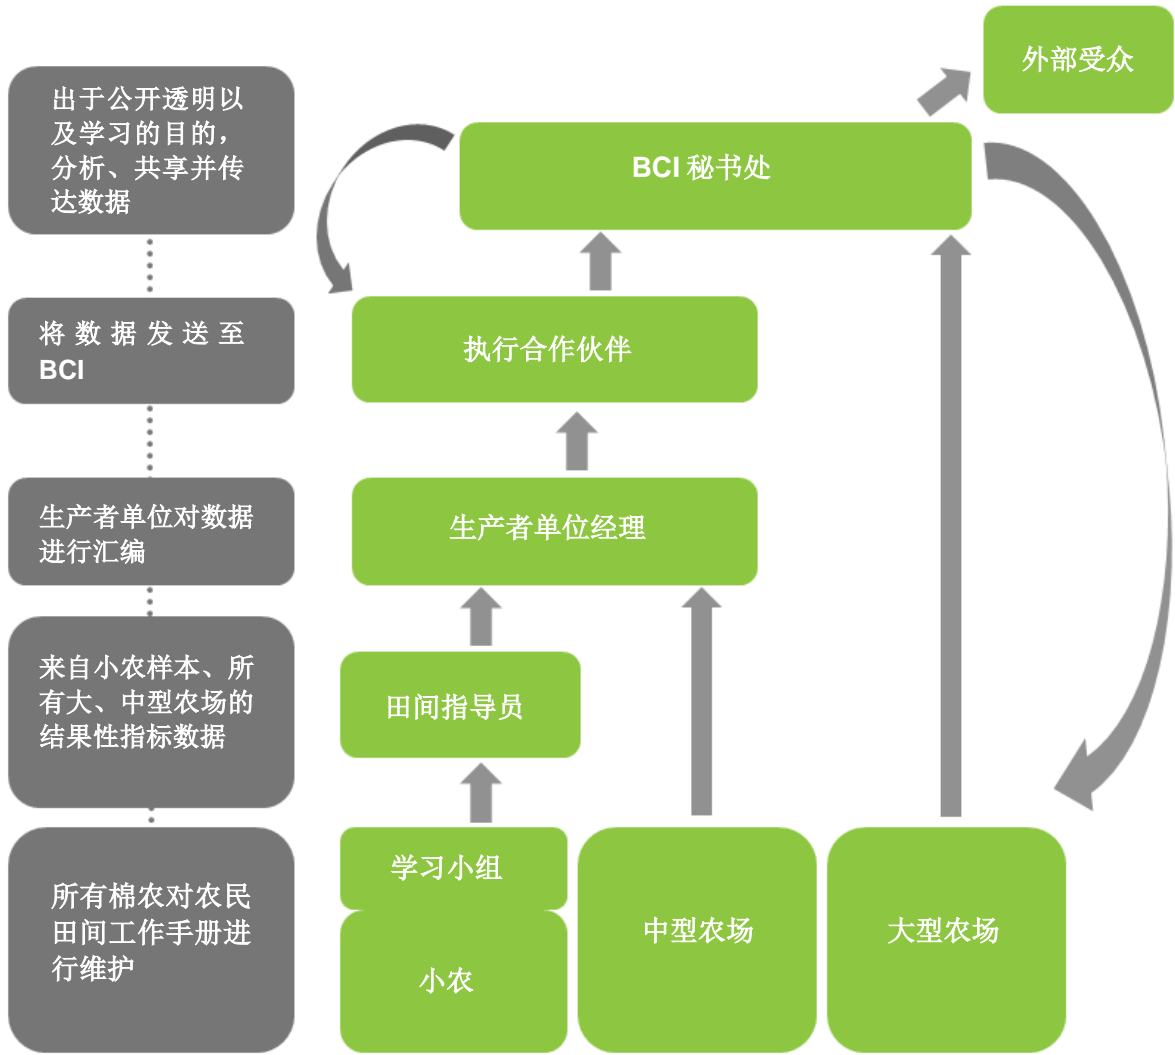 外部受众
出于公开透明以
及学习的目的，
分析、共享并传
达数据
BCI 秘书处
将数据发送至
BCI
执行合作伙伴
生产者单位对数据
进行汇编
生产者单位经理
来自小农样本、所
有大、中型农场的
结果性指标数据
田间指导员
所有棉农对农民
田间工作手册进
行维护
学习小组
小农
中型农场
大型农场